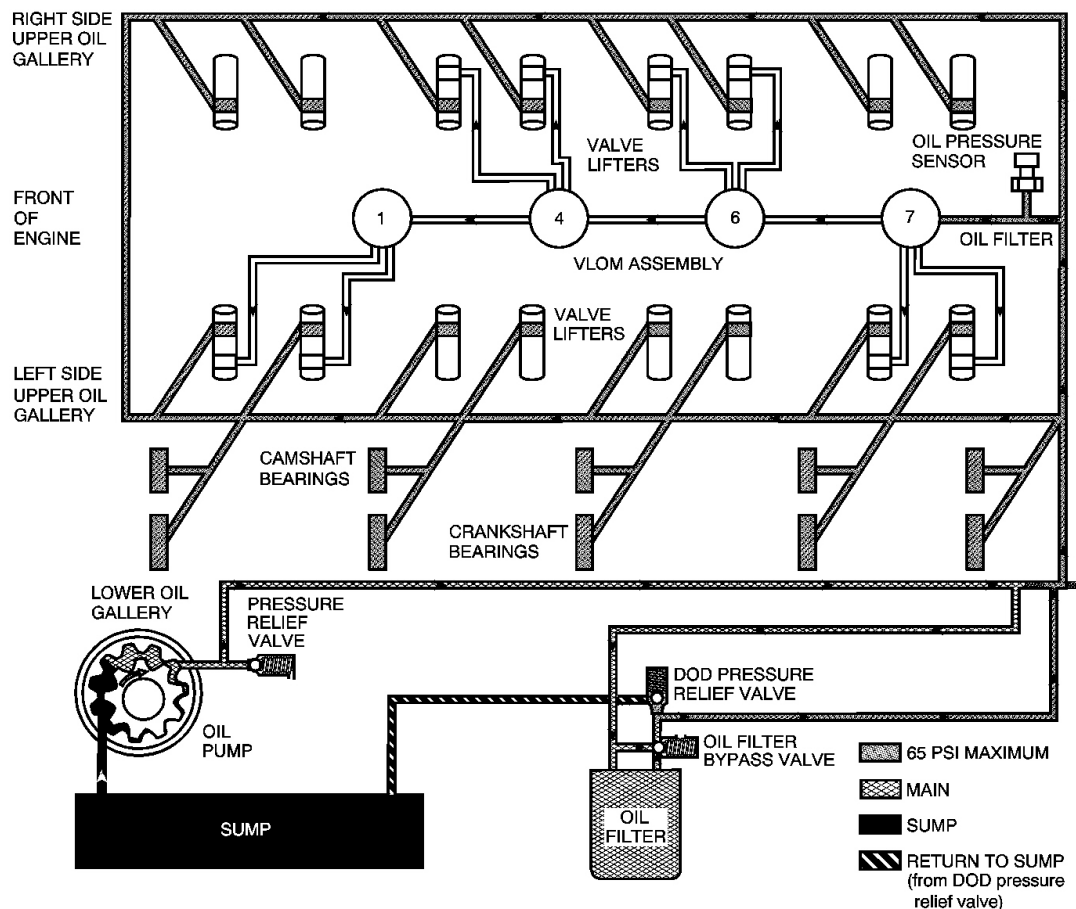 RIGHT SIDE
UPPER OIL
GALLERY
VALVE
LIFTERS
OIL PRESSURE
SENSOR
FRONT
OF
ENGINE
1
4
6
7
OIL FILTER
VLOM ASSEMBLY
VALVE
LIFTERS
LEFT SIDE
UPPER OIL
GALLERY
CAMSHAFT
BEARINGS
CRANKSHAFT
BEARINGS
LOWER OIL
GALLERY
PRESSURE
RELIEF
VALVE
DOD PRESSURE
RELIEF VALVE
OIL
PUMP
OIL FILTER
BYPASS VALVE
65 PSI MAXIMUM
MAIN
SUMP
OIL
FILTER
SUMP
RETURN TO SUMP
(from DOD pressure
relief valve)